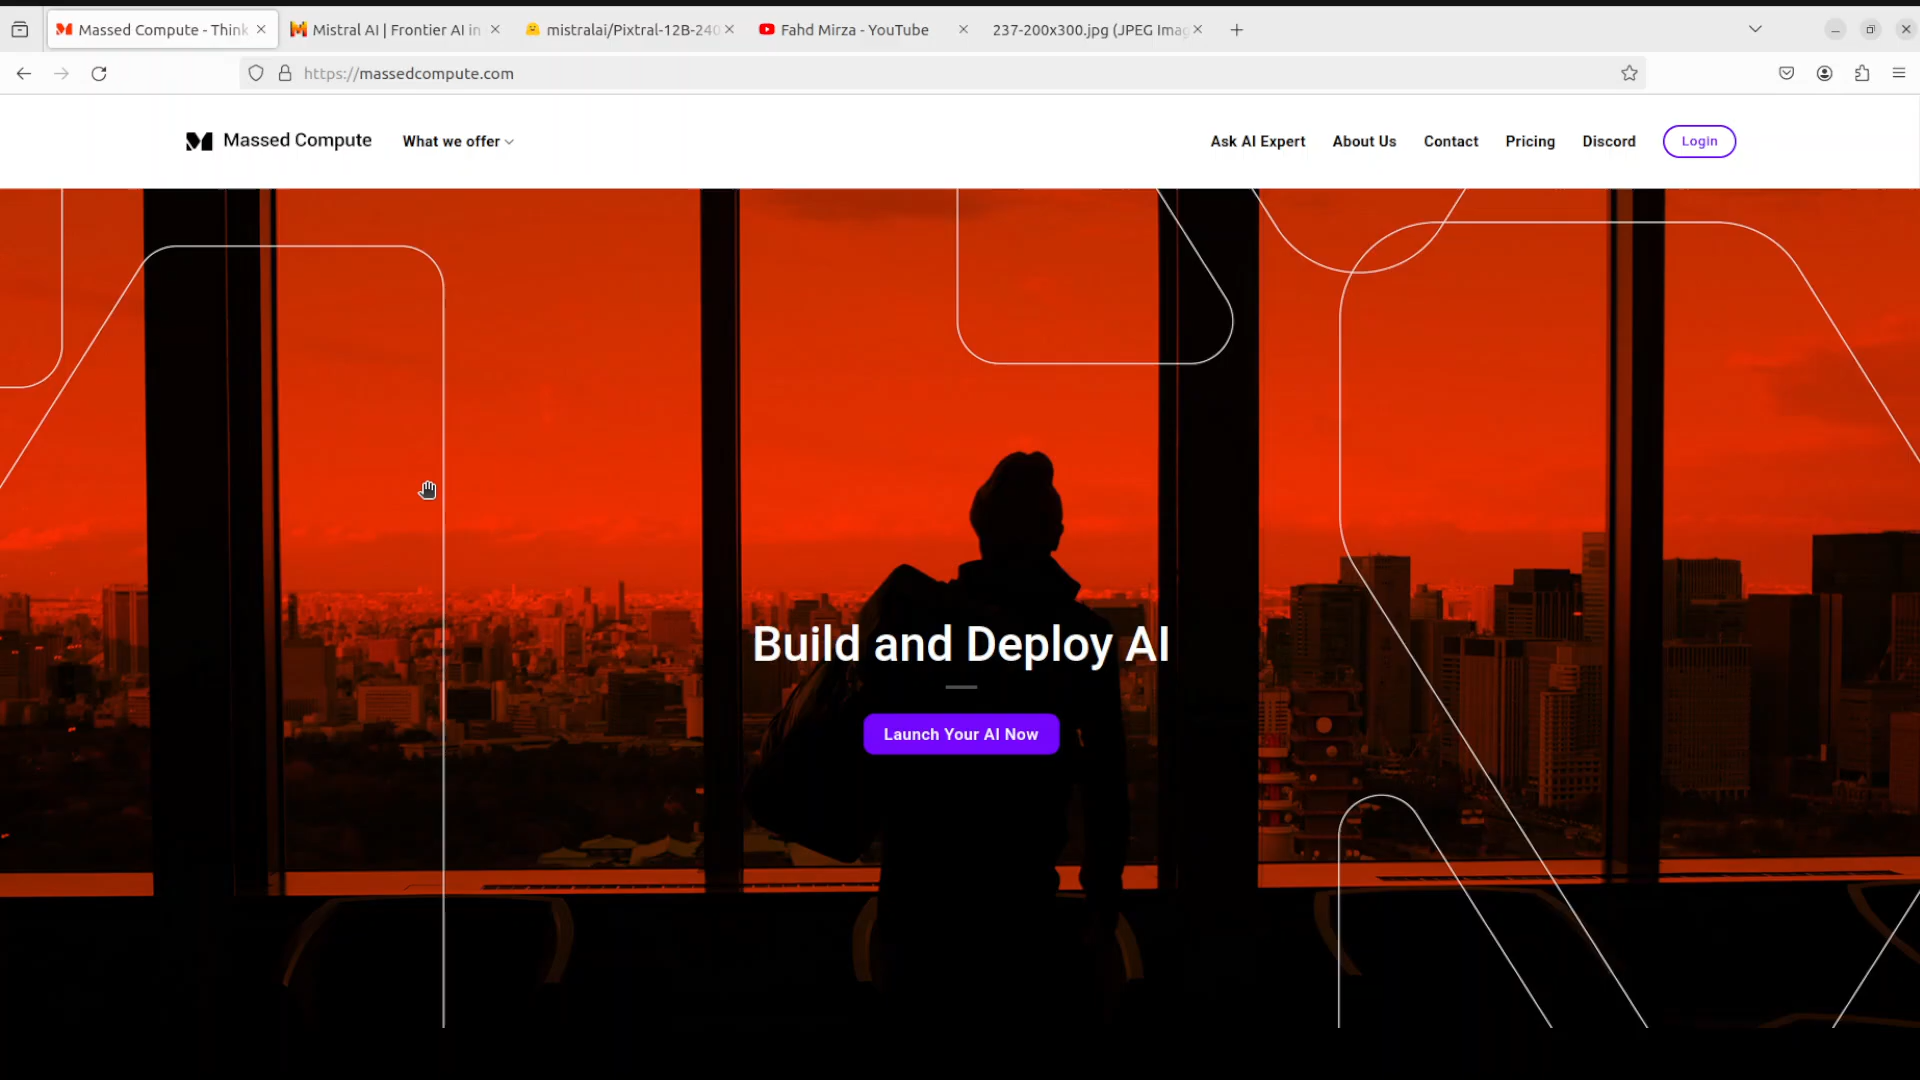 Massed Compute - Think
Mistral AI | Frontier AI in
mistralai/Pixtral-12B-240
Fahd Mirza - YouTube
237-200x300.jpg (JPEG Imag
https://massedcompute.com
Massed Compute
What we offer
Ask AI Expert
About Us
Contact
Pricing
Discord
Login
Build and Deploy AI
Launch Your AI Now